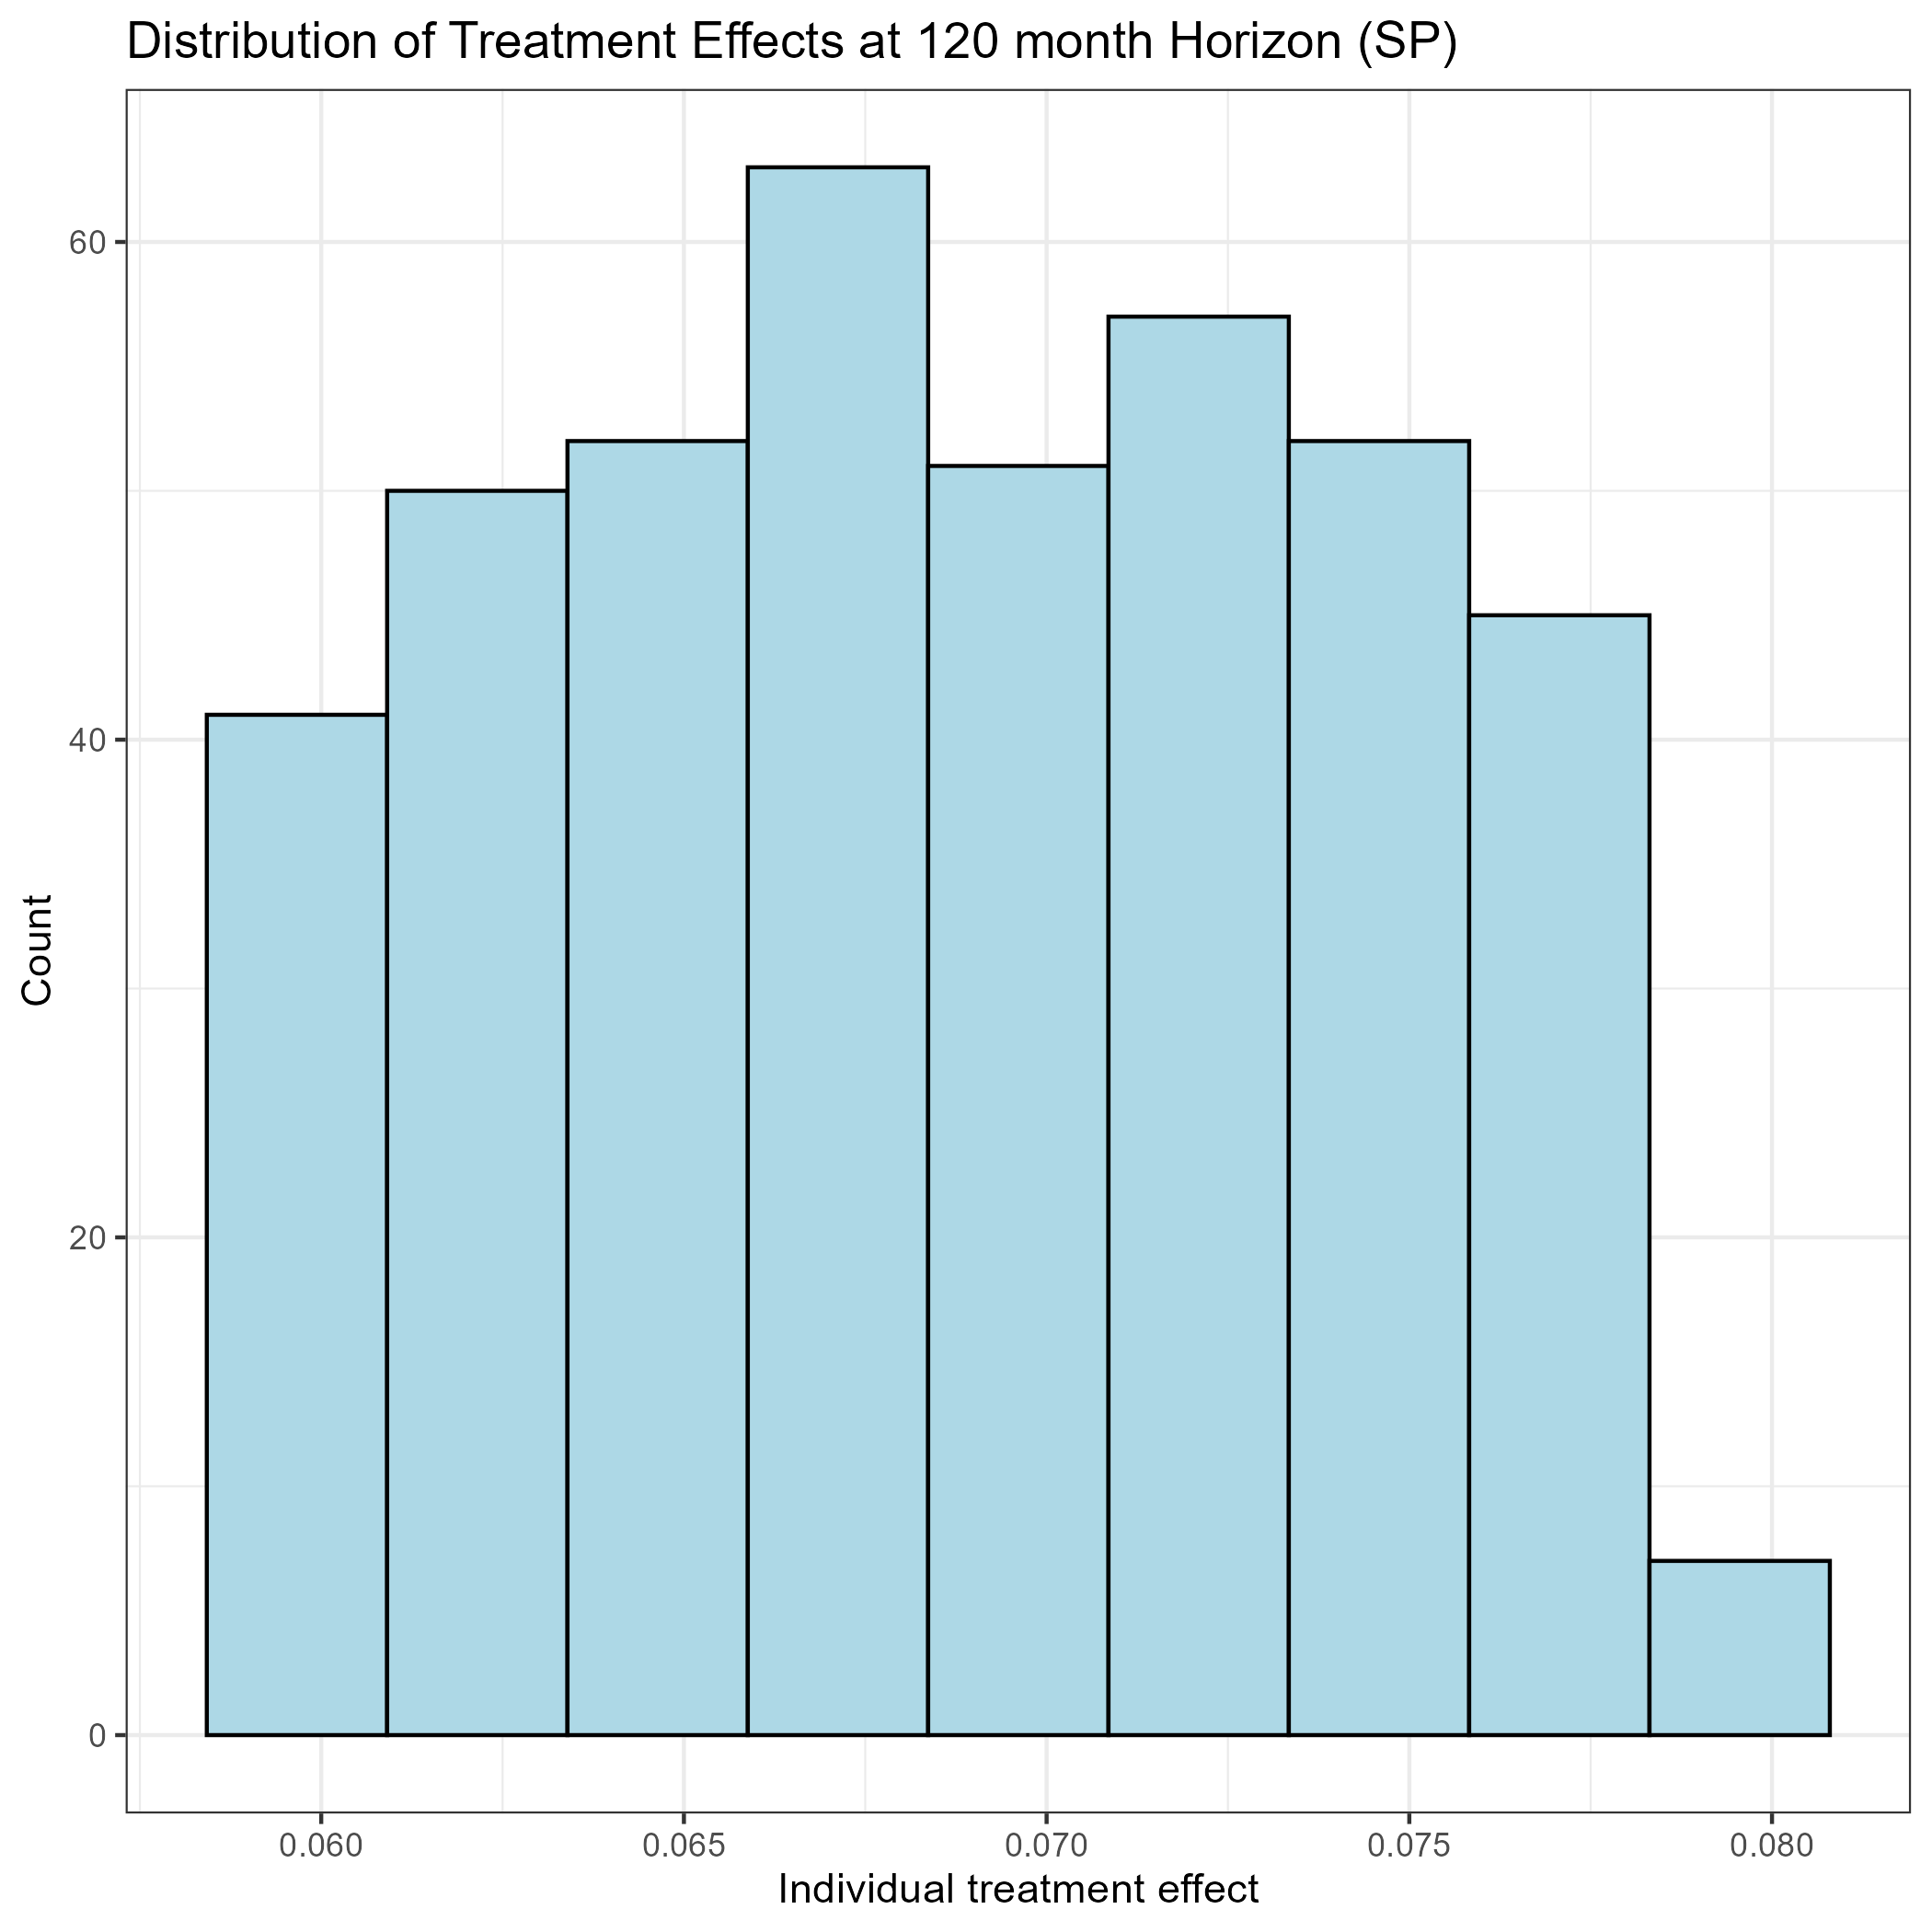 Distribution of Treatment Effects at 120 month Horizon (SP)
60
40
20
0
Count
0.060 0.065 0.070 0.075 0.080
Individual treatment effect